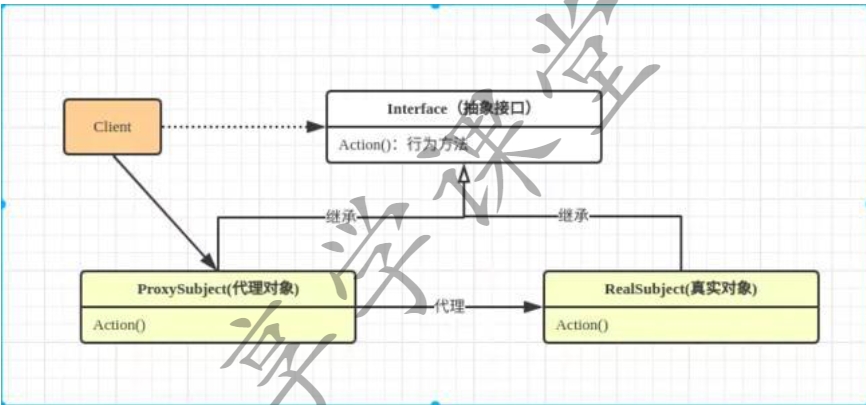 Client
Interface（抽象接口）
Action()：行为方法
继承
继承
ProxySubject(代理对象)
Action()
代理
RealSubject(真实对象)
Action()
享学课堂